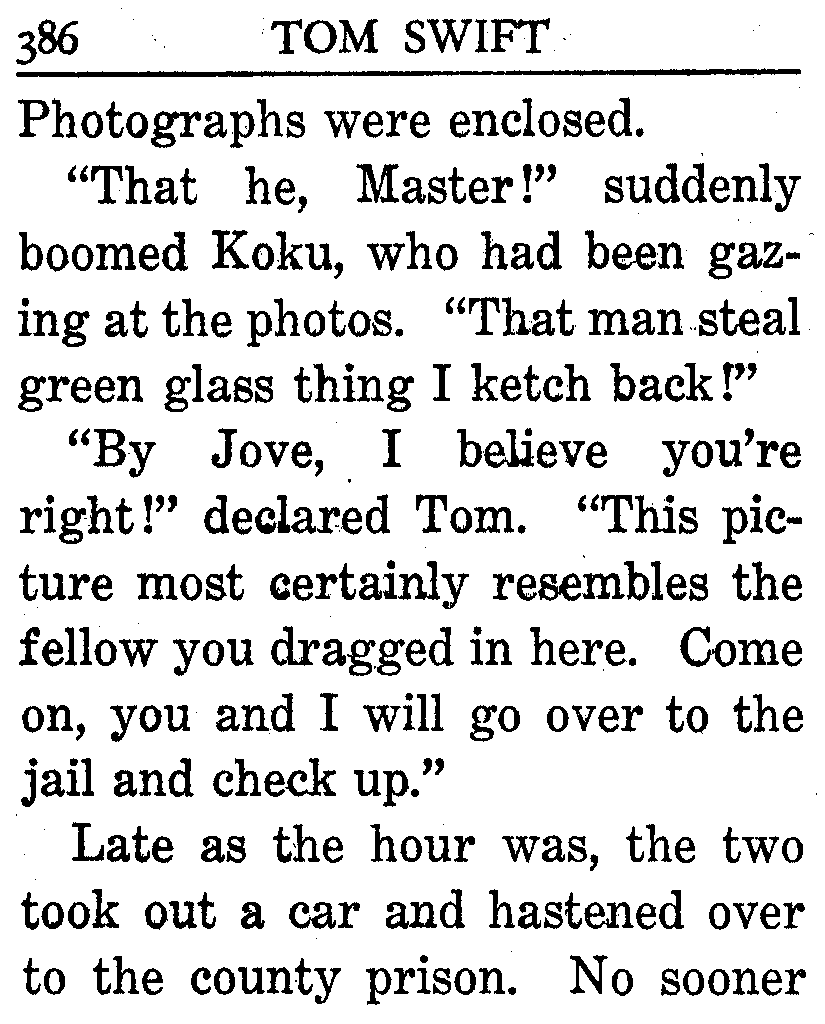 386 TOM SWIFT
Photographs were enclosed.
“That he, Master!” suddenly
boomed Koku, who had been gaz-
ing at the photos. “That man steal
green glass thing I ketch back!”
“By Jove, I believe you’re
right!” declared Tom. “This pic-
ture most certainly resembles the
fellow you dragged in here. Come
on, you and I will go over to the
jail and check up.”
Late as the hour was, the two
took out a car and hastened over
to the county prison. No sooner